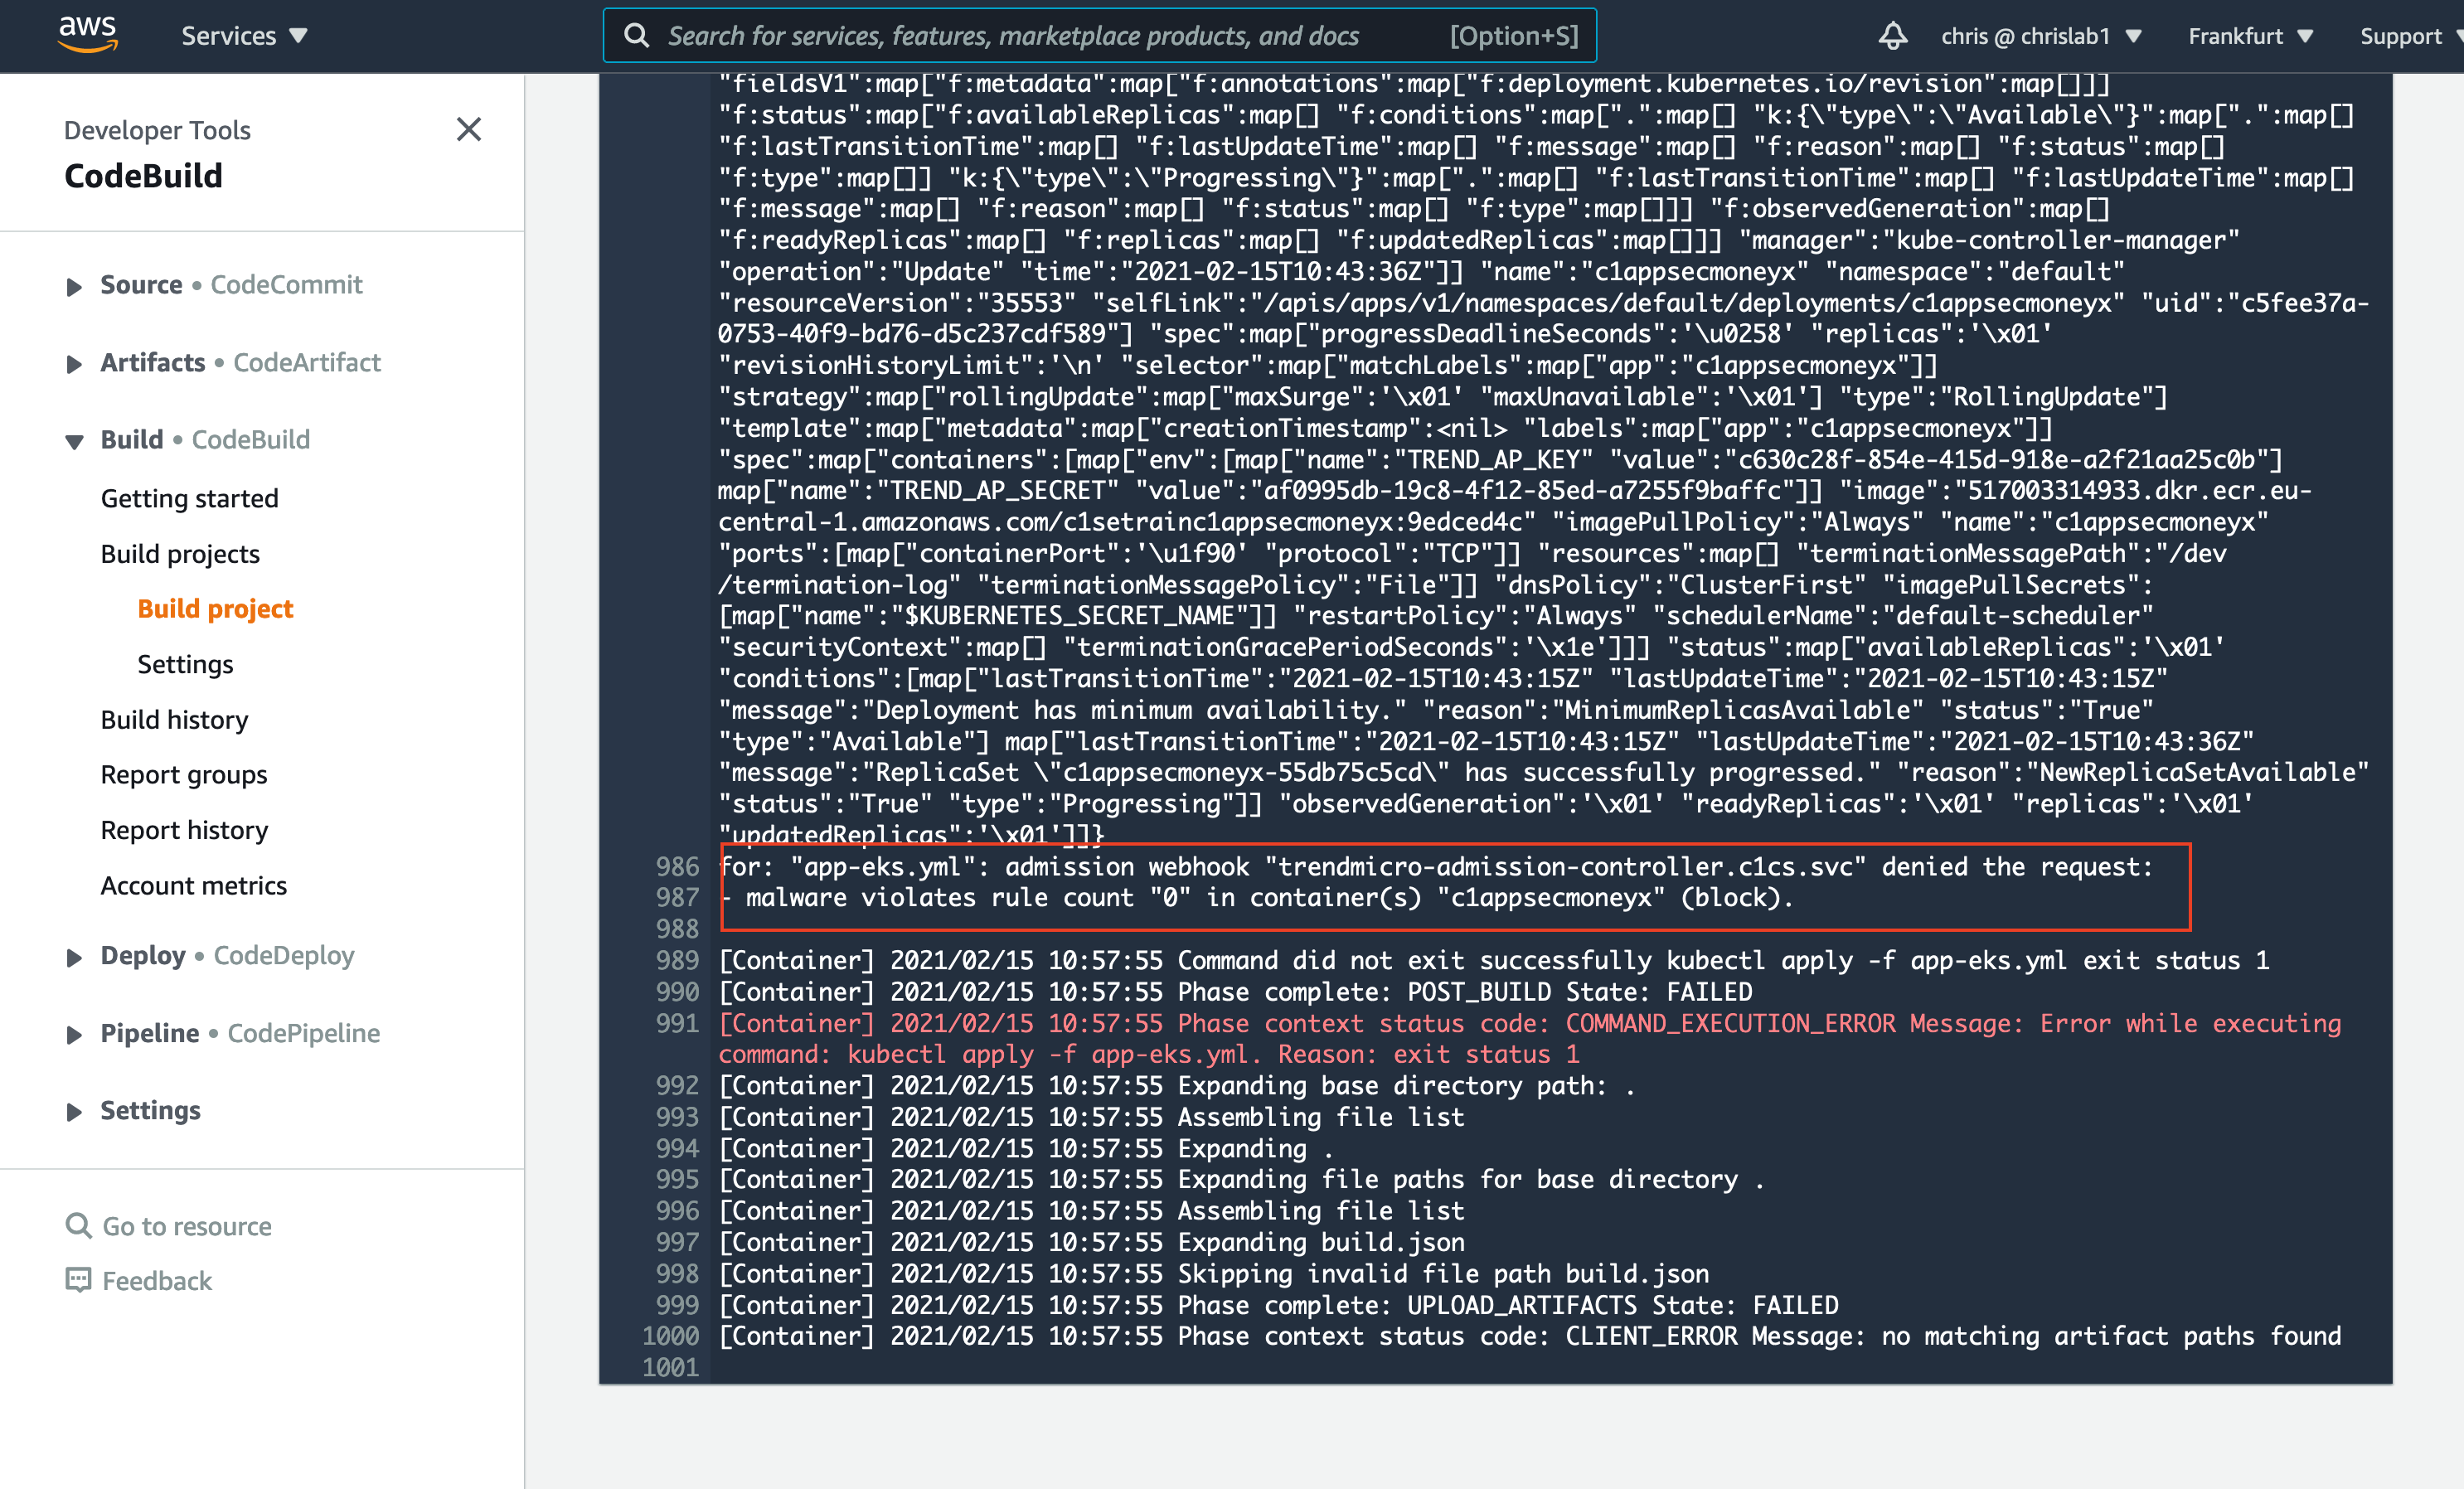 aws
Services
Search for services, features, marketplace products, and docs [Option+S]
chris @ chrislab1
Frankfurt
Support
Developer Tools
CodeBuild
Source • CodeCommit
Artifacts • CodeArtifact
Build • CodeBuild
Getting started
Build projects
Build project
Settings
Build history
Report groups
Report history
Account metrics
Deploy • CodeDeploy
Pipeline • CodePipeline
Settings
Go to resource
Feedback
"fieldsV1":map["f:metadata":map["f:annotations":map["f:deployment.kubernetes.io/revision":map[]]]
"f:status":map["f:availableReplicas":map[] "f:conditions":map[".":map[] "k:{\"type\":\"Available\"}":map[".":map[]
"f:lastTransitionTime":map[] "f:lastUpdateTime":map[] "f:message":map[] "f:reason":map[] "f:status":map[]
"f:type":map[]] "k:{\"type\":\"Progressing\"}":map[".":map[] "f:lastTransitionTime":map[] "f:lastUpdateTime":map[]
"f:message":map[] "f:reason":map[] "f:status":map[] "f:type":map[]]] "f:observedGeneration":map[]
"f:readyReplicas":map[] "f:replicas":map[] "f:updatedReplicas":map[]]] "manager":"kube-controller-manager"
"operation":"Update" "time":"2021-02-15T10:43:36Z"]] "name":"c1appsecmoneyx" "namespace":"default"
"resourceVersion":"35553" "selfLink":"/apis/apps/v1/namespaces/default/deployments/c1appsecmoneyx" "uid":"c5fee37a-
0753-40f9-bd76-d5c237cdf589"] "spec":map["progressDeadlineSeconds":'\u0258' "replicas":'\x01'
"revisionHistoryLimit":'\n' "selector":map["matchLabels":map["app":"c1appsecmoneyx"]]
"strategy":map["rollingUpdate":map["maxSurge":'\x01' "maxUnavailable":'\x01'] "type":"RollingUpdate"]
"template":map["metadata":map["creationTimestamp":<nil> "labels":map["app":"c1appsecmoneyx"]]
"spec":map["containers":[map["env":[map["name":"TREND_AP_KEY" "value":"c630c28f-854e-415d-918e-a2f21aa25c0b"]
map["name":"TREND_AP_SECRET" "value":"af0995db-19c8-4f12-85ed-a7255f9baffc"]] "image":"517003314933.dkr.ecr.eu-
central-1.amazonaws.com/c1setrainc1appsecmoneyx:9edced4c" "imagePullPolicy":"Always" "name":"c1appsecmoneyx"
"ports":[map["containerPort":'\u1f90' "protocol":"TCP"]] "resources":map[] "terminationMessagePath":"/dev
/termination-log" "terminationMessagePolicy":"File"]] "dnsPolicy":"ClusterFirst" "imagePullSecrets":
[map["name":"$KUBERNETES_SECRET_NAME"]] "restartPolicy":"Always" "schedulerName":"default-scheduler"
"securityContext":map[] "terminationGracePeriodSeconds":'\x1e']]] "status":map["availableReplicas":'\x01'
"conditions":[map["lastTransitionTime":"2021-02-15T10:43:15Z" "lastUpdateTime":"2021-02-15T10:43:15Z"
"message":"Deployment has minimum availability." "reason":"MinimumReplicasAvailable" "status":"True"
"type":"Available"] map["lastTransitionTime":"2021-02-15T10:43:15Z" "lastUpdateTime":"2021-02-15T10:43:36Z"
"message":"ReplicaSet \"c1appsecmoneyx-55db75c5cd\" has successfully progressed." "reason":"NewReplicaSetAvailable"
"status":"True" "type":"Progressing"]] "observedGeneration":'\x01' "readyReplicas":'\x01' "replicas":'\x01'
"updatedReplicas":'\x01']]}
986 for: "app-eks.yml": admission webhook "trendmicro-admission-controller.c1cs.svc" denied the request:
987 - malware violates rule count "0" in container(s) "c1appsecmoneyx" (block).
988
989 [Container] 2021/02/15 10:57:55 Command did not exit successfully kubectl apply -f app-eks.yml exit status 1
990 [Container] 2021/02/15 10:57:55 Phase complete: POST_BUILD State: FAILED
991 [Container] 2021/02/15 10:57:55 Phase context status code: COMMAND_EXECUTION_ERROR Message: Error while executing
command: kubectl apply -f app-eks.yml. Reason: exit status 1
992 [Container] 2021/02/15 10:57:55 Expanding base directory path: .
993 [Container] 2021/02/15 10:57:55 Assembling file list
994 [Container] 2021/02/15 10:57:55 Expanding .
995 [Container] 2021/02/15 10:57:55 Expanding file paths for base directory .
996 [Container] 2021/02/15 10:57:55 Assembling file list
997 [Container] 2021/02/15 10:57:55 Expanding build.json
998 [Container] 2021/02/15 10:57:55 Skipping invalid file path build.json
999 [Container] 2021/02/15 10:57:55 Phase complete: UPLOAD_ARTIFACTS State: FAILED
1000 [Container] 2021/02/15 10:57:55 Phase context status code: CLIENT_ERROR Message: no matching artifact paths found
1001